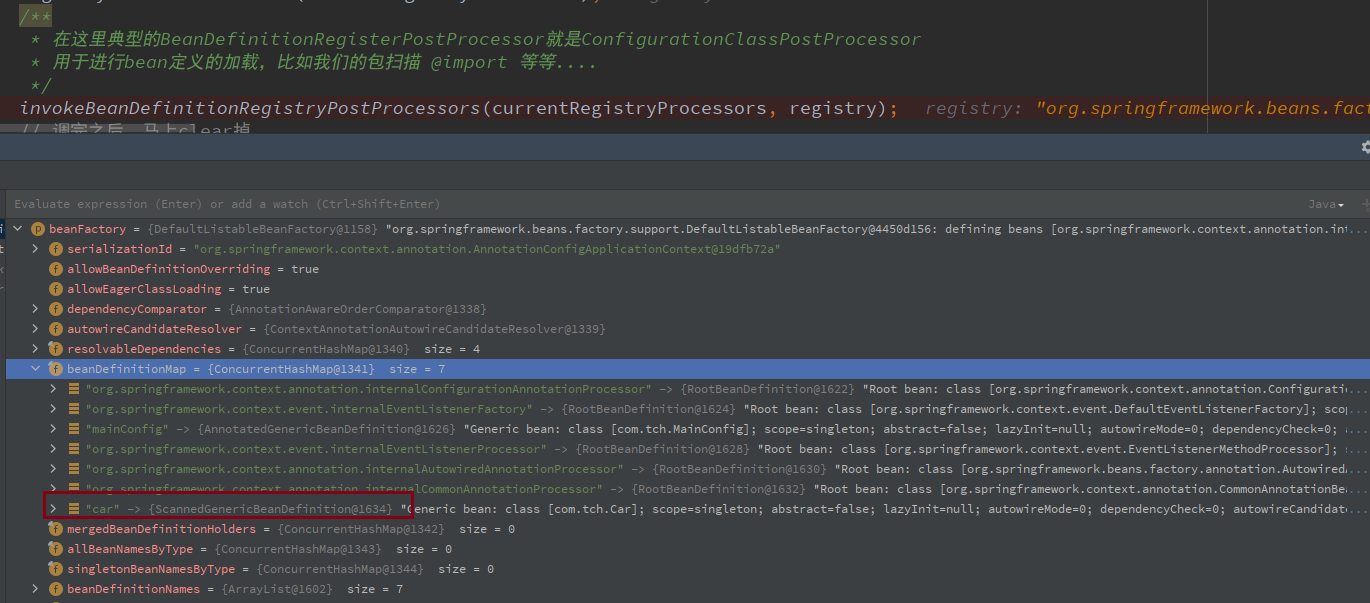 /**
* 在这里典型的BeanDefinitionRegisterPostProcessor就是ConfigurationClassPostProcessor
* 用于进行bean定义的加载，比如我们的包扫描 @import 等等....
*/
invokeBeanDefinitionRegistryPostProcessors(currentRegistryProcessors, registry); registry: "org.springframework.beans.fact
// 调完之后，马上clear掉
Evaluate expression (Enter) or add a watch (Ctrl+Shift+Enter) Java
beanFactory = {DefaultListableBeanFactory@1158} "org.springframework.beans.factory.support.DefaultListableBeanFactory@4450d156: defining beans [org.springframework.context.annotation.int...
serializationId = "org.springframework.context.annotation.AnnotationConfigApplicationContext@19dfb72a"
allowBeanDefinitionOverriding = true
allowEagerClassLoading = true
dependencyComparator = {AnnotationAwareOrderComparator@1338}
autowireCandidateResolver = {ContextAnnotationAutowireCandidateResolver@1339}
resolvableDependencies = {ConcurrentHashMap@1340} size = 4
beanDefinitionMap = {ConcurrentHashMap@1341} size = 7
"org.springframework.context.annotation.internalConfigurationAnnotationProcessor" -> {RootBeanDefinition@1622} "Root bean: class [org.springframework.context.annotation.Configuratio...
"org.springframework.context.event.internalEventListenerFactory" -> {RootBeanDefinition@1624} "Root bean: class [org.springframework.context.event.DefaultEventListenerFactory]; scop...
"mainConfig" -> {AnnotatedGenericBeanDefinition@1626} "Generic bean: class [com.tch.MainConfig]; scope=singleton; abstract=false; lazyInit=null; autowireMode=0; dependencyCheck=0; ...
"org.springframework.context.event.internalEventListenerProcessor" -> {RootBeanDefinition@1628} "Root bean: class [org.springframework.context.event.EventListenerMethodProcessor]; ...
"org.springframework.context.annotation.internalAutowiredAnnotationProcessor" -> {RootBeanDefinition@1630} "Root bean: class [org.springframework.beans.factory.annotation.Autowired...
"org.springframework.context.annotation.internalCommonAnnotationProcessor" -> {RootBeanDefinition@1632} "Root bean: class [org.springframework.context.annotation.CommonAnnotationBe...
"car" -> {ScannedGenericBeanDefinition@1634} "Generic bean: class [com.tch.Car]; scope=singleton; abstract=false; lazyInit=null; autowireMode=0; dependencyCheck=0; autowireCandidate...
mergedBeanDefinitionHolders = {ConcurrentHashMap@1342} size = 0
allBeanNamesByType = {ConcurrentHashMap@1343} size = 0
singletonBeanNamesByType = {ConcurrentHashMap@1344} size = 0
beanDefinitionNames = {ArrayList@1602} size = 7